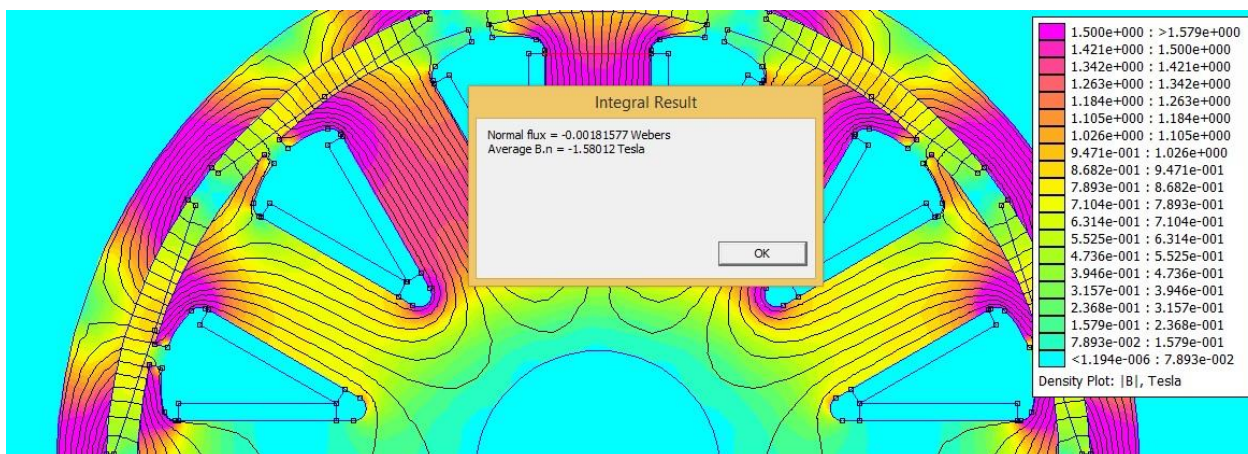 Integral Result
Normal flux = -0.00181577 Webers
Average B.n = -1.58012 Tesla
OK
1.500e+000 : >1.579e+000
1.421e+000 : 1.500e+000
1.342e+000 : 1.421e+000
1.263e+000 : 1.342e+000
1.184e+000 : 1.263e+000
1.105e+000 : 1.184e+000
1.026e+000 : 1.105e+000
9.471e-001 : 1.026e+000
8.682e-001 : 9.471e-001
7.893e-001 : 8.682e-001
7.104e-001 : 7.893e-001
6.314e-001 : 7.104e-001
5.525e-001 : 6.314e-001
4.736e-001 : 5.525e-001
3.946e-001 : 4.736e-001
3.157e-001 : 3.946e-001
2.368e-001 : 3.157e-001
1.579e-001 : 2.368e-001
7.893e-002 : 1.579e-001
<1.194e-006 : 7.893e-002
Density Plot: |B|, Tesla